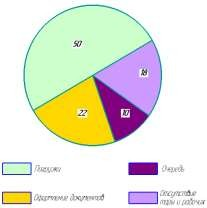 50
18
22
10
Погрузка
Очередь
Оформление документов
Отсутствие
тары и рабочих